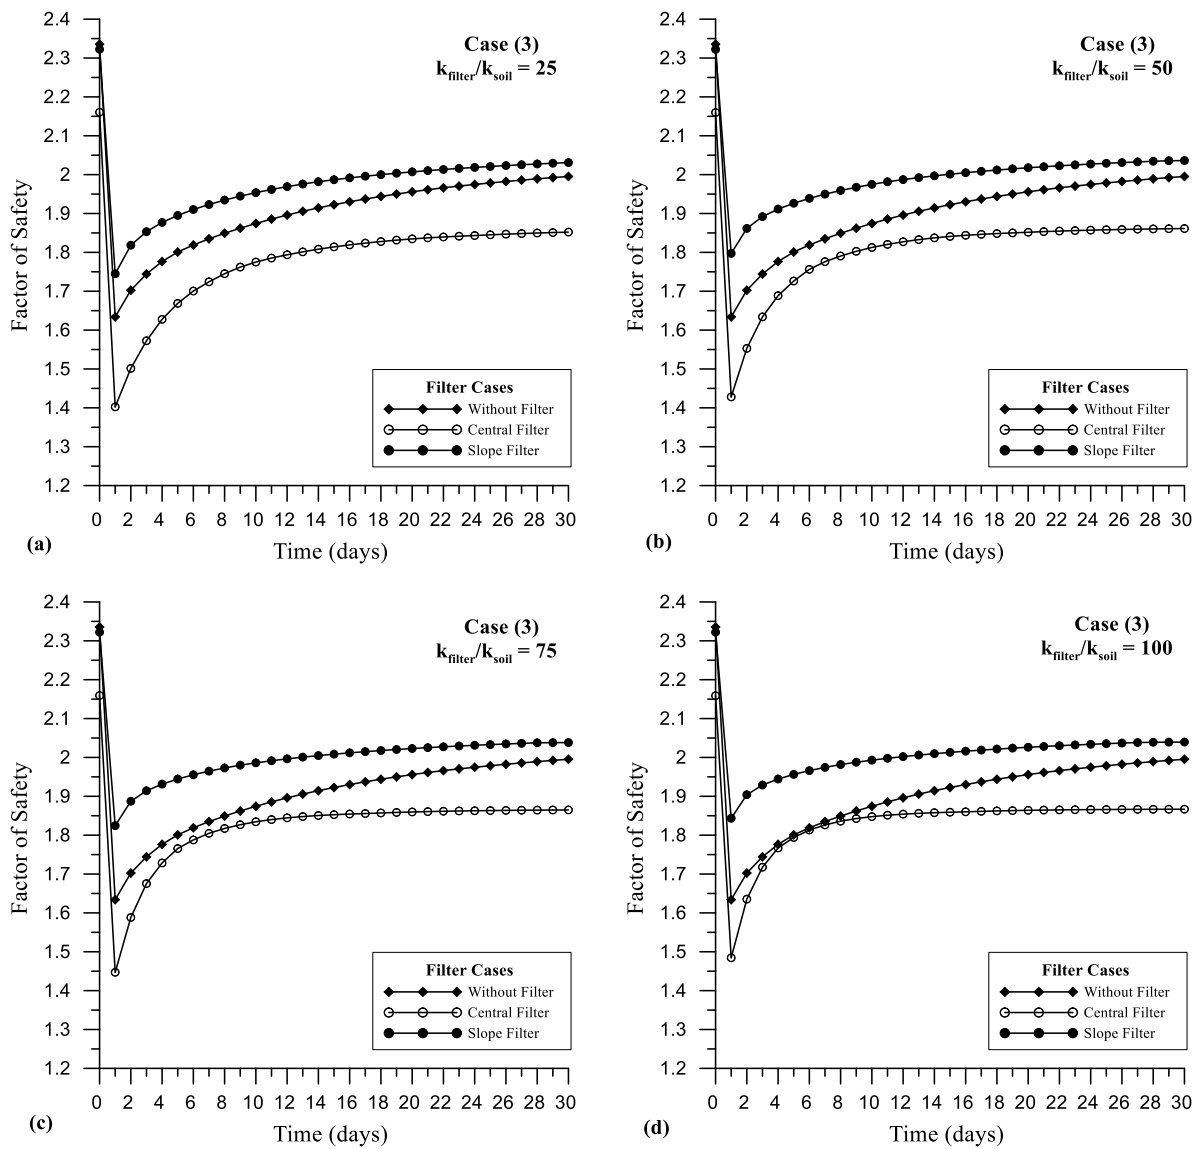 2.4
2.3
2.2
2.1
2
1.9
1.8
1.7
1.6
1.5
1.4
1.3
1.2
Factor of Safety
Case (3)
kfilter/ksoil = 25
Filter Cases
Without Filter
Central Filter
Slope Filter
0 2 4 6 8 10 12 14 16 18 20 22 24 26 28 30
(a)
Time (days)
2.4
2.3
2.2
2.1
2
1.9
1.8
1.7
1.6
1.5
1.4
1.3
1.2
Factor of Safety
Case (3)
kfilter/ksoil = 50
Filter Cases
Without Filter
Central Filter
Slope Filter
0 2 4 6 8 10 12 14 16 18 20 22 24 26 28 30
(b)
Time (days)
2.4
2.3
2.2
2.1
2
1.9
1.8
1.7
1.6
1.5
1.4
1.3
1.2
Factor of Safety
Case (3)
kfilter/ksoil = 75
Filter Cases
Without Filter
Central Filter
Slope Filter
0 2 4 6 8 10 12 14 16 18 20 22 24 26 28 30
(c)
Time (days)
2.4
2.3
2.2
2.1
2
1.9
1.8
1.7
1.6
1.5
1.4
1.3
1.2
Factor of Safety
Case (3)
kfilter/ksoil = 100
Filter Cases
Without Filter
Central Filter
Slope Filter
0 2 4 6 8 10 12 14 16 18 20 22 24 26 28 30
(d)
Time (days)